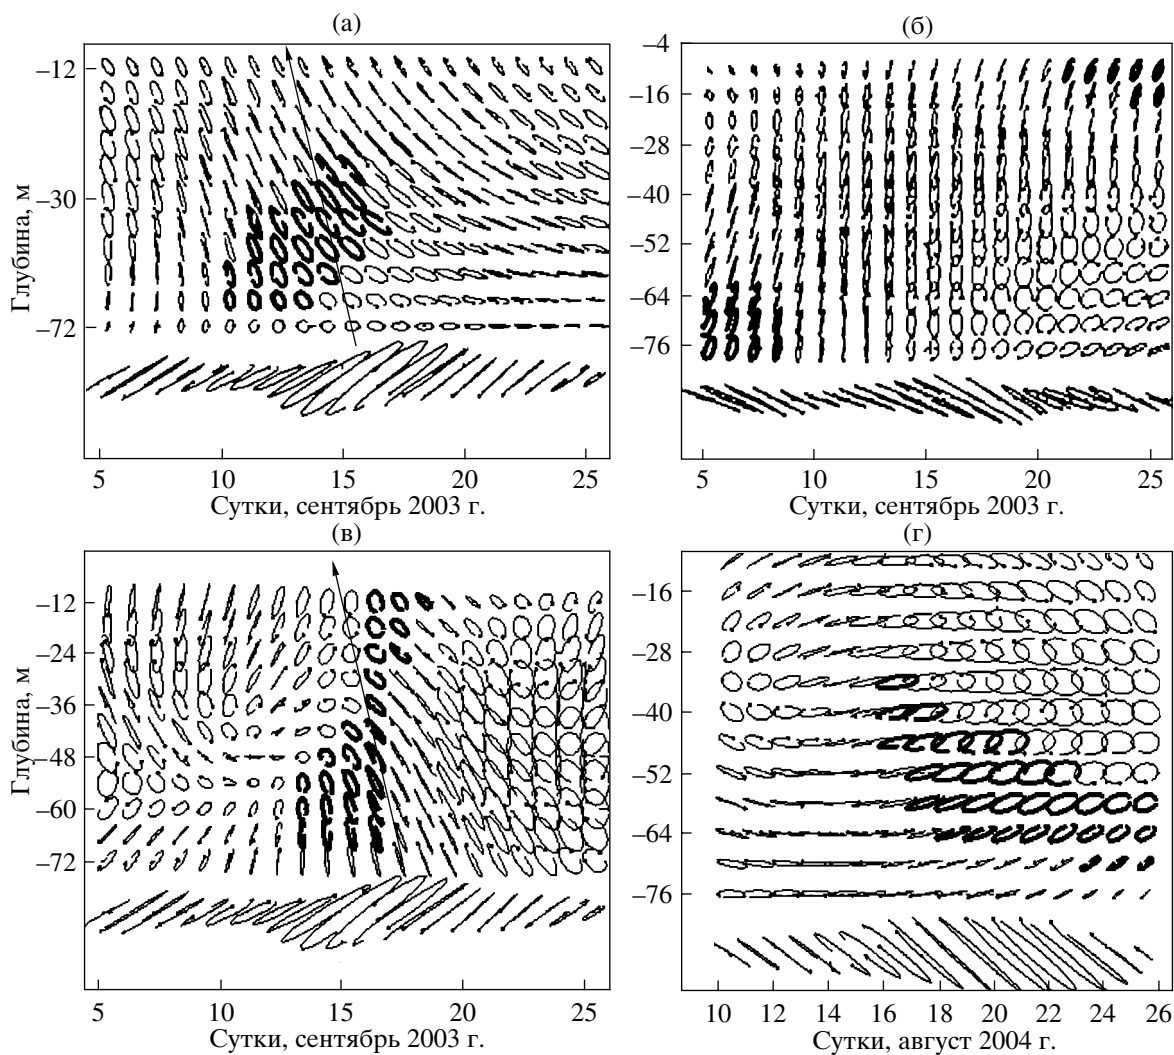 (а)
–12
–30
–72
Глубина, м
5 10 15 20 25
Сутки, сентябрь 2003 г.
(б)
–4
–16
–28
–40
–52
–64
–76
5 10 15 20 25
Сутки, сентябрь 2003 г.
(в)
–12
–24
–36
–48
–60
–72
Глубина, м
5 10 15 20 25
Сутки, сентябрь 2003 г.
(г)
–16
–28
–40
–52
–64
–76
10 12 14 16 18 20 22 24 26
Сутки, август 2004 г.